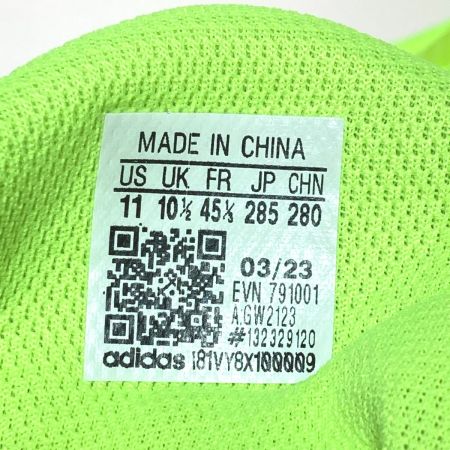 MADE IN CHINA
US UK FR JP CHN
11 10½ 45⅓ 285 280
03/23
EVN 791001
A.GW2123
#132329120
adidas 181VY8X100009